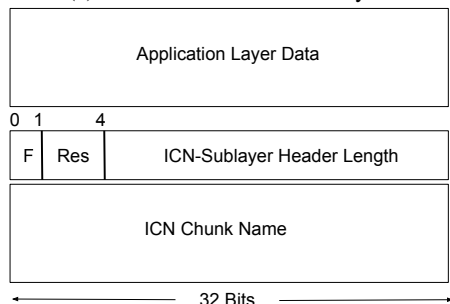 Application Layer Data
0 1 4
F Res ICN-Sublayer Header Length
ICN Chunk Name
32 Bits